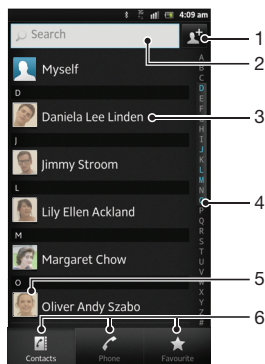 4:09 am
Search
1
2
Myself
D
Daniela Lee Linden
3
J
Jimmy Stroom
L
Lily Ellen Ackland
4
M
Margaret Chow
O
5
Oliver Andy Szabo
6
Contacts
Phone
Favourite
A
B
C
D
E
F
G
H
I
J
K
L
M
N
O
P
Q
R
S
T
U
V
W
X
Y
Z
#